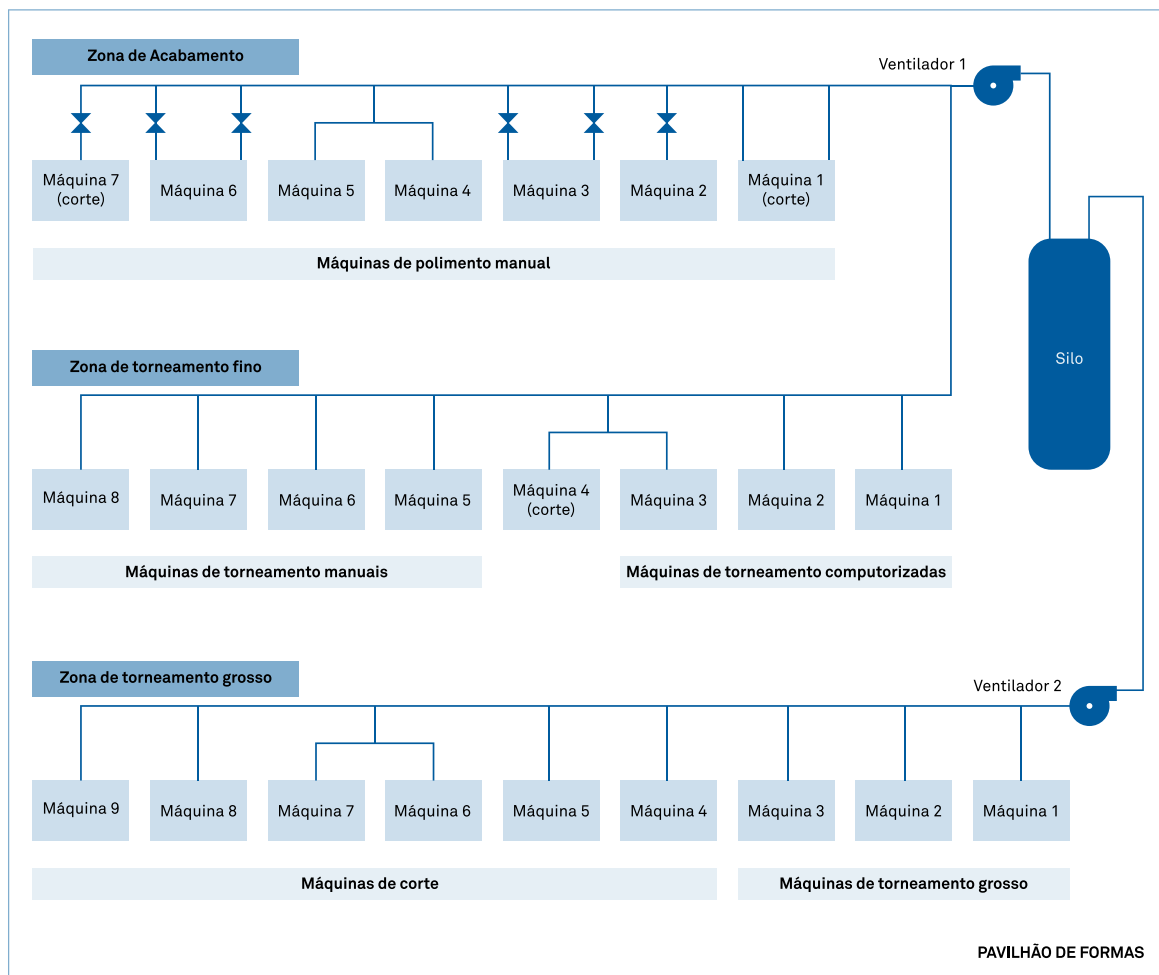 Zona de Acabamento
Ventilador 1
Máquina 7
(corte)
Máquina 6
Máquina 5
Máquina 4
Máquina 3
Máquina 2
Máquina 1
(corte)
Máquinas de polimento manual
Silo
Zona de torneamento fino
Máquina 8
Máquina 7
Máquina 6
Máquina 5
Máquina 4
(corte)
Máquina 3
Máquina 2
Máquina 1
Máquinas de torneamento manuais
Máquinas de torneamento computorizadas
Zona de torneamento grosso
Ventilador 2
Máquina 9
Máquina 8
Máquina 7
Máquina 6
Máquina 5
Máquina 4
Máquina 3
Máquina 2
Máquina 1
Máquinas de corte
Máquinas de torneamento grosso
PAVILHÃO DE FORMAS